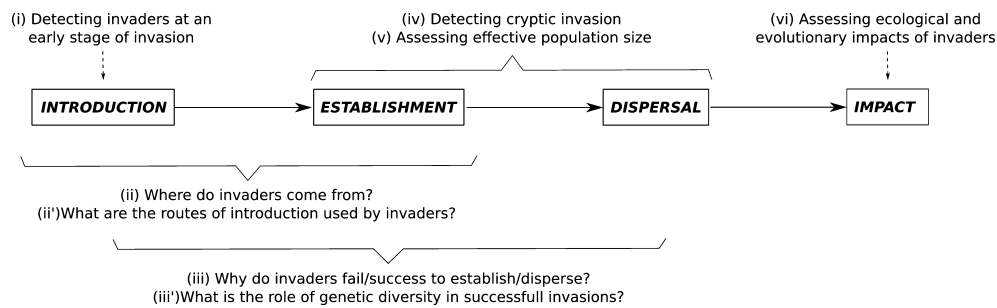 (i) Detecting invaders at an
early stage of invasion
(iv) Detecting cryptic invasion
(v) Assessing effective population size
(vi) Assessing ecological and
evolutionary impacts of invaders
INTRODUCTION
ESTABLISHMENT
DISPERSAL
IMPACT
(ii) Where do invaders come from?
(ii')What are the routes of introduction used by invaders?
(iii) Why do invaders fail/success to establish/disperse?
(iii')What is the role of genetic diversity in successfull invasions?